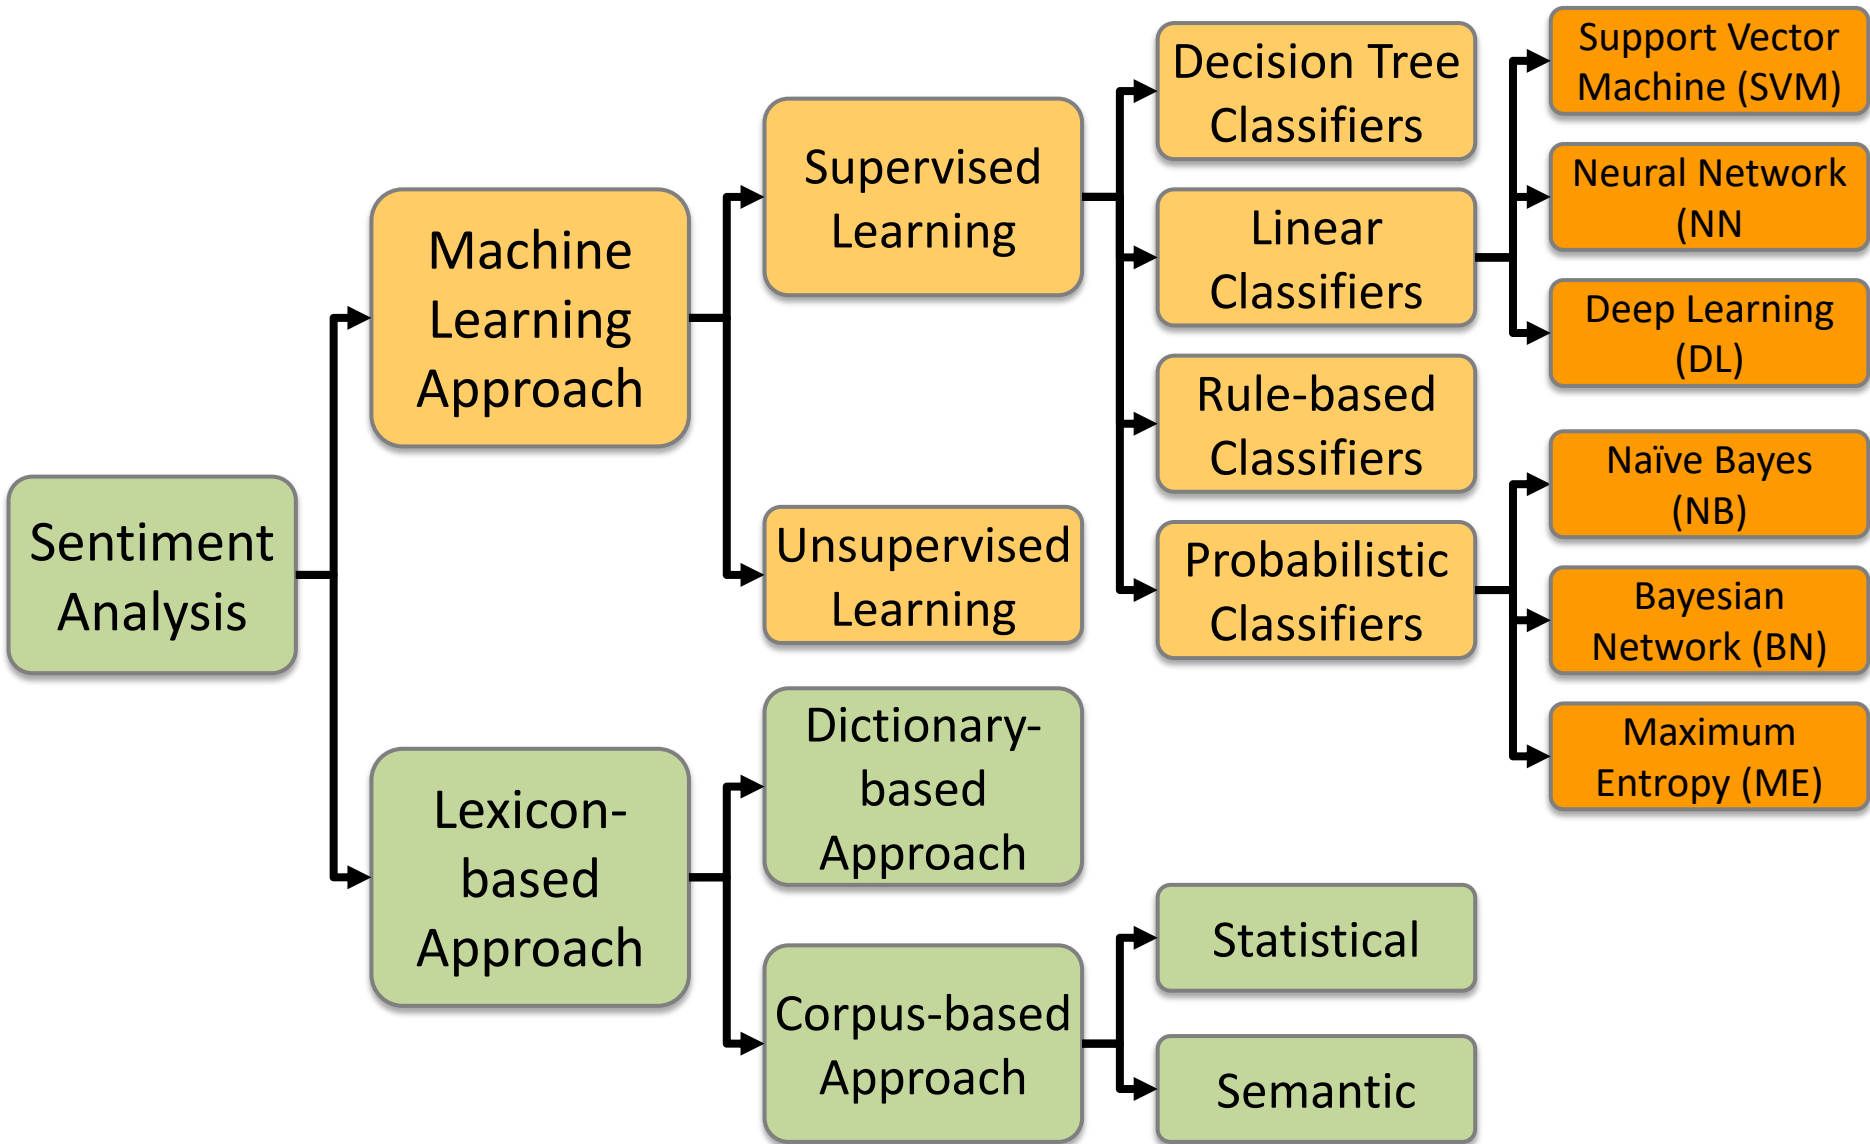 Sentiment
Analysis
Machine
Learning
Approach
Lexicon-
based
Approach
Supervised
Learning
Unsupervised
Learning
Dictionary-
based
Approach
Corpus-based
Approach
Decision Tree
Classifiers
Linear
Classifiers
Rule-based
Classifiers
Probabilistic
Classifiers
Statistical
Semantic
Support Vector
Machine (SVM)
Neural Network
(NN
Deep Learning
(DL)
Naïve Bayes
(NB)
Bayesian
Network (BN)
Maximum
Entropy (ME)